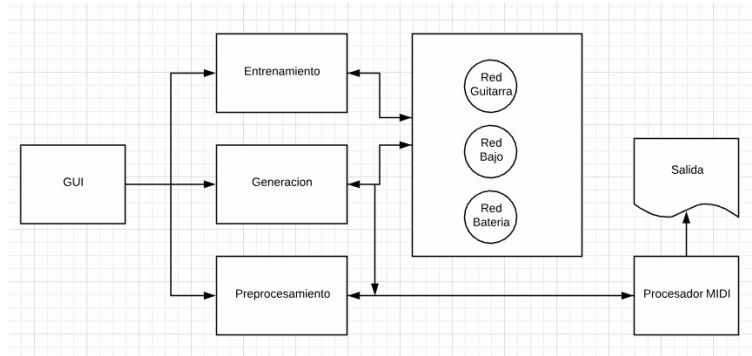 Entrenamiento
Red
Guitarra
GUI
Generacion
Red
Bajo
Salida
Red
Bateria
Preprocesamiento
Procesador MIDI